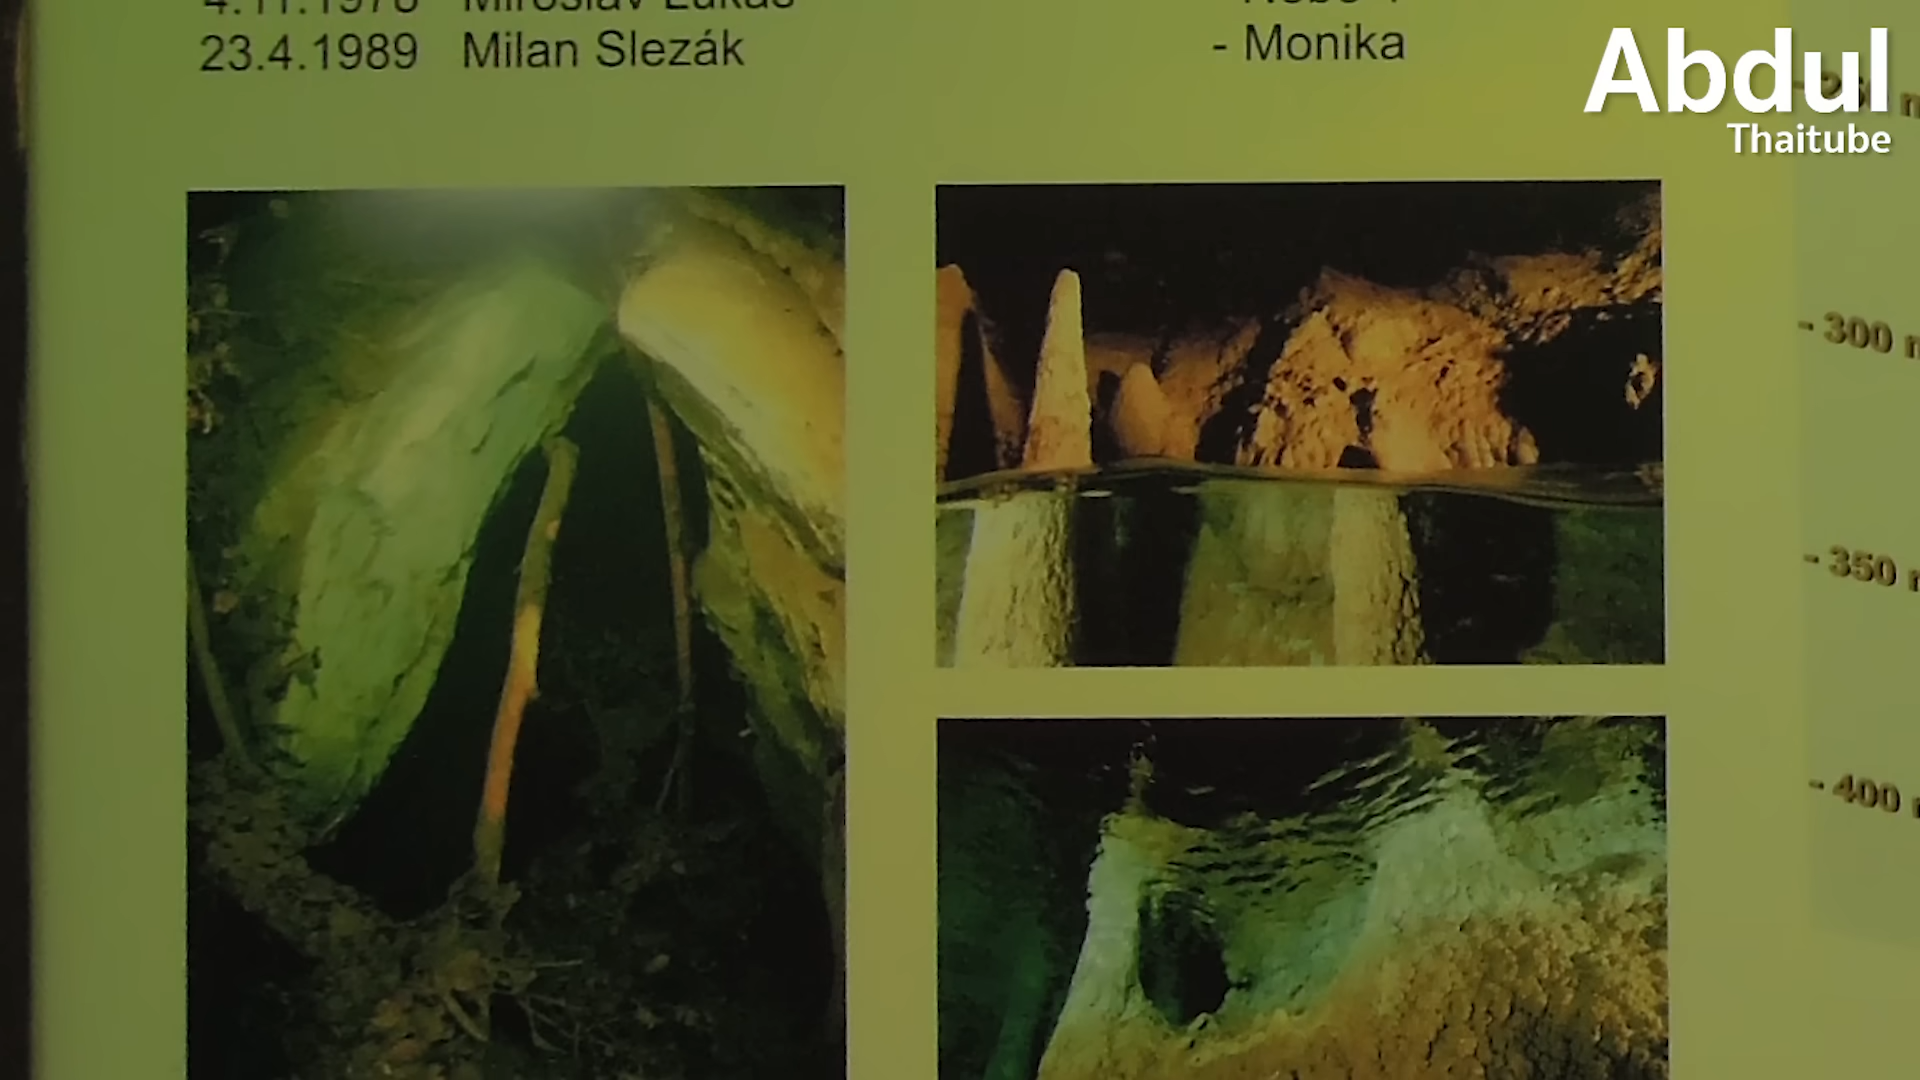 23.4.1989 Milan Slezák
- Monika
Abdul
Thaitube
- 300
- 350
- 400